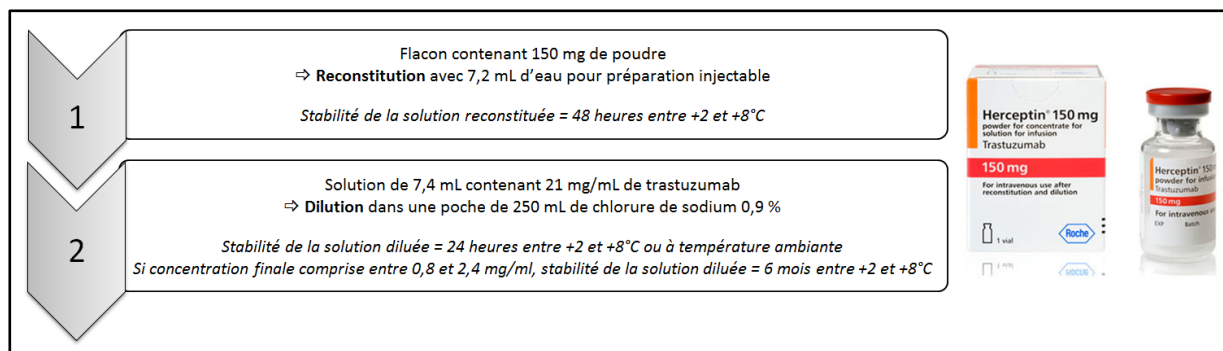 1
Flacon contenant 150 mg de poudre
⇨ Reconstitution avec 7,2 mL d’eau pour préparation injectable
Stabilité de la solution reconstituée = 48 heures entre +2 et +8°C
2
Solution de 7,4 mL contenant 21 mg/mL de trastuzumab
⇨ Dilution dans une poche de 250 mL de chlorure de sodium 0,9 %
Stabilité de la solution diluée = 24 heures entre +2 et +8°C ou à température ambiante
Si concentration finale comprise entre 0,8 et 2,4 mg/ml, stabilité de la solution diluée = 6 mois entre +2 et +8°C
Herceptin® 150 mg
powder for concentrate for
solution for infusion
Trastuzumab
150 mg
For intravenous use after
reconstitution and dilution
1 vial
Roche
Herceptin® 150 m
powder for infusion
Trastuzumab
150 mg
For intravenous
EXP Batch